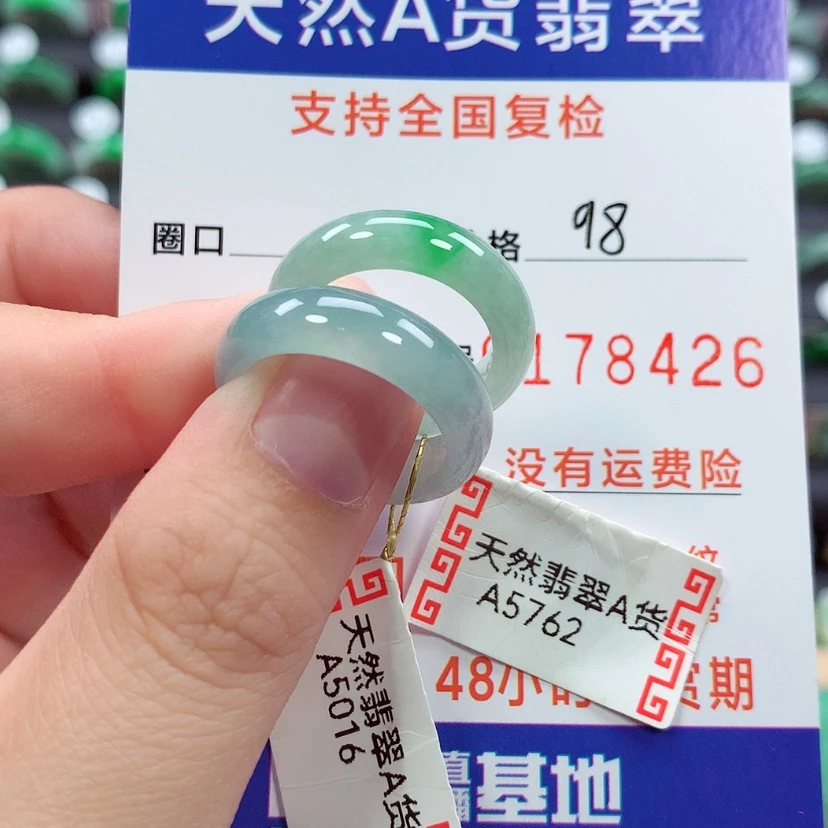 天然A货翡翠
支持全国复检
圈口
格 98
178426
没有运费险
天然翡翠A货
A5762
天然翡翠A货
A5016
48小时
货期
基地